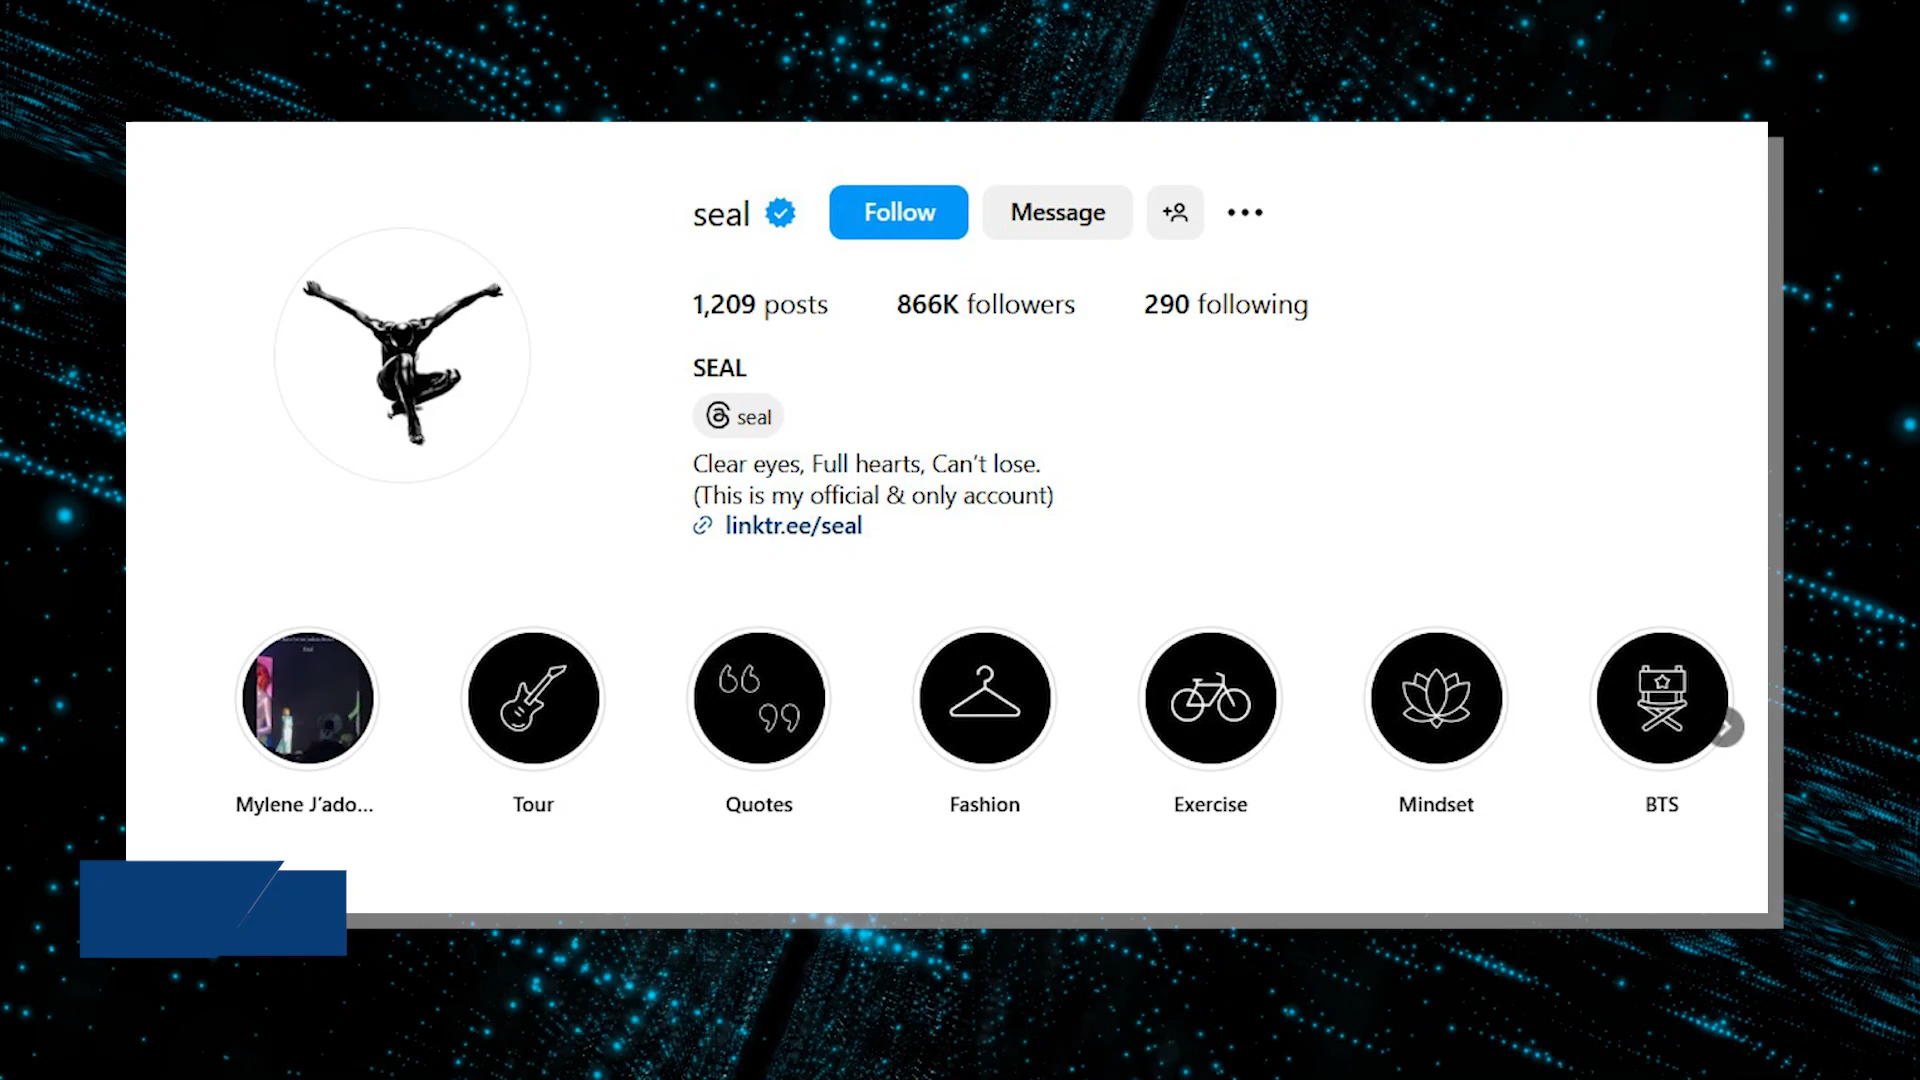 seal Follow Message
1,209 posts 866K followers 290 following
SEAL
seal
Clear eyes, Full hearts, Can't lose.
(This is my official & only account)
linktr.ee/seal
Mylene J'ado... Tour Quotes Fashion Exercise Mindset BTS